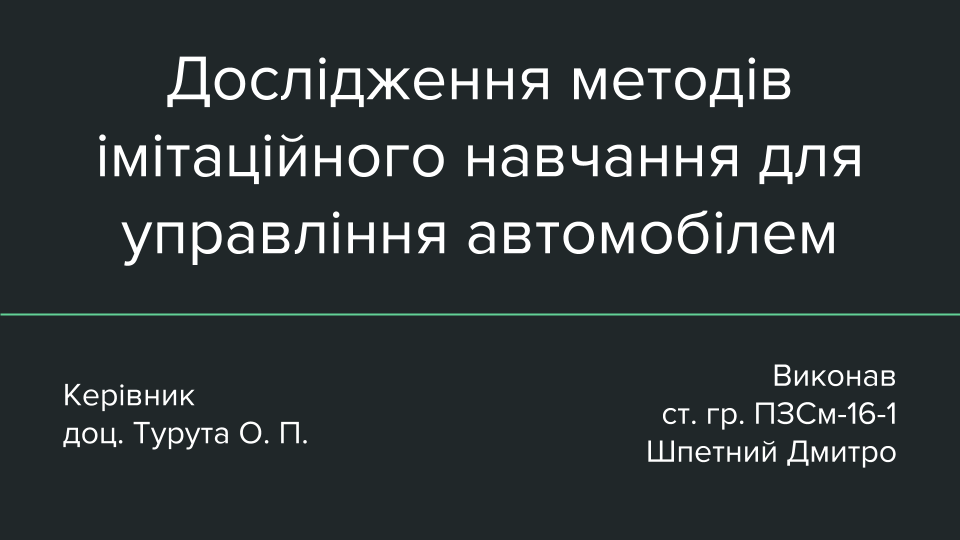 Дослідження методів
імітаційного навчання для
управління автомобілем
Керівник
доц. Турута О. П.
Виконав
ст. гр. ПЗСм-16-1
Шпетний Дмитро